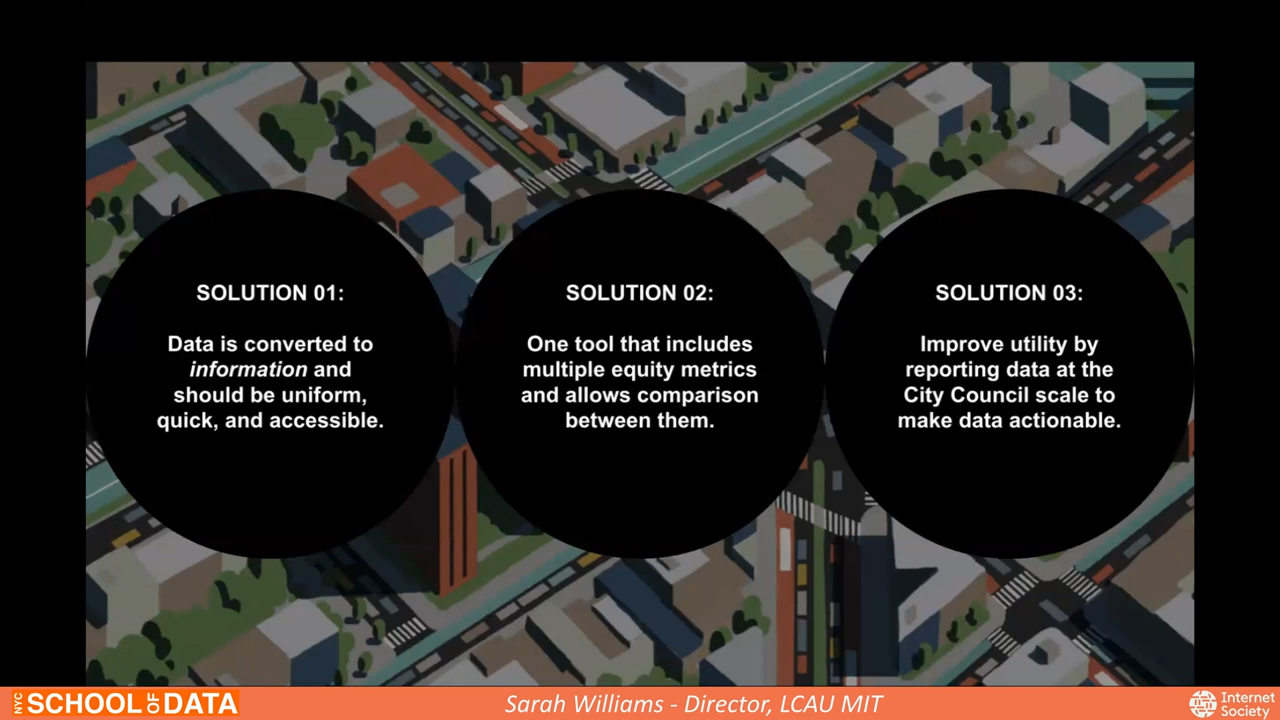 SOLUTION 01:
Data is converted to
information and
should be uniform,
quick, and accessible.
SOLUTION 02:
One tool that includes
multiple equity metrics
and allows comparison
between them.
SOLUTION 03:
Improve utility by
reporting data at the
City Council scale to
make data actionable.
NYC SCHOOL OF DATA
Sarah Williams - Director, LCAU MIT
Internet
Society